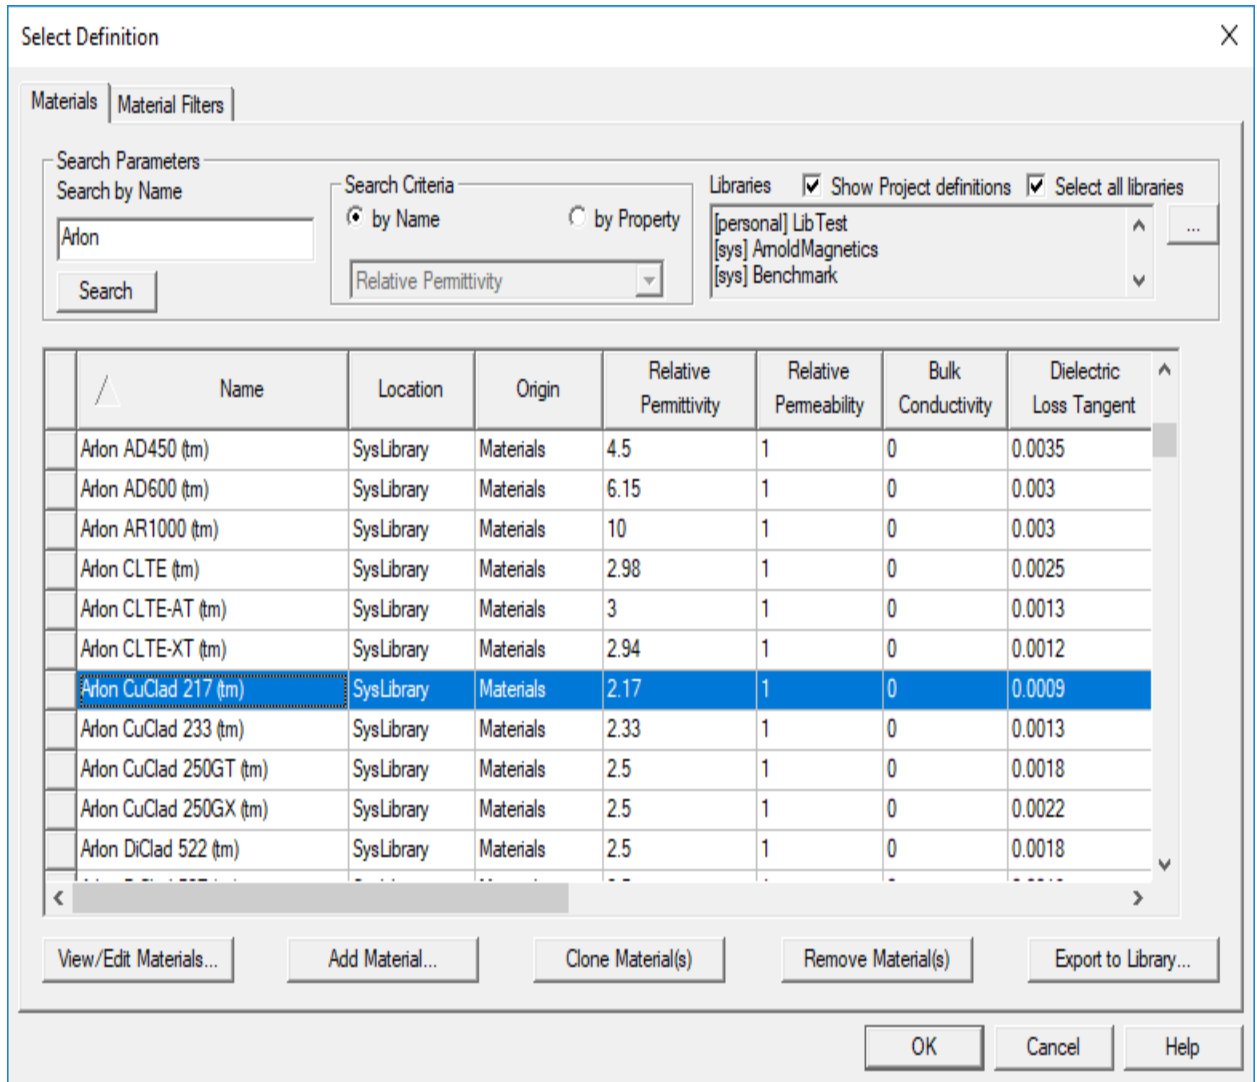 Select Definition
Materials
Material Filters
Search Parameters
Search by Name
Arlon
Search
Search Criteria
by Name
by Property
Relative Permittivity
Libraries
Show Project definitions
Select all libraries
[personal] LibTest
[sys] ArnoldMagnetics
[sys] Benchmark
...
Name Location Origin Relative Permittivity Relative Permeability Bulk Conductivity Dielectric Loss Tangent
Arlon AD450 (tm) SysLibrary Materials 4.5 1 0 0.0035
Arlon AD600 (tm) SysLibrary Materials 6.15 1 0 0.003
Arlon AR1000 (tm) SysLibrary Materials 10 1 0 0.003
Arlon CLTE (tm) SysLibrary Materials 2.98 1 0 0.0025
Arlon CLTE-AT (tm) SysLibrary Materials 3 1 0 0.0013
Arlon CLTE-XT (tm) SysLibrary Materials 2.94 1 0 0.0012
Arlon CuClad 217 (tm) SysLibrary Materials 2.17 1 0 0.0009
Arlon CuClad 233 (tm) SysLibrary Materials 2.33 1 0 0.0013
Arlon CuClad 250GT (tm) SysLibrary Materials 2.5 1 0 0.0018
Arlon CuClad 250GX (tm) SysLibrary Materials 2.5 1 0 0.0022
Arlon DiClad 522 (tm) SysLibrary Materials 2.5 1 0 0.0018
View/Edit Materials...
Add Material...
Clone Material(s)
Remove Material(s)
Export to Library...
OK
Cancel
Help